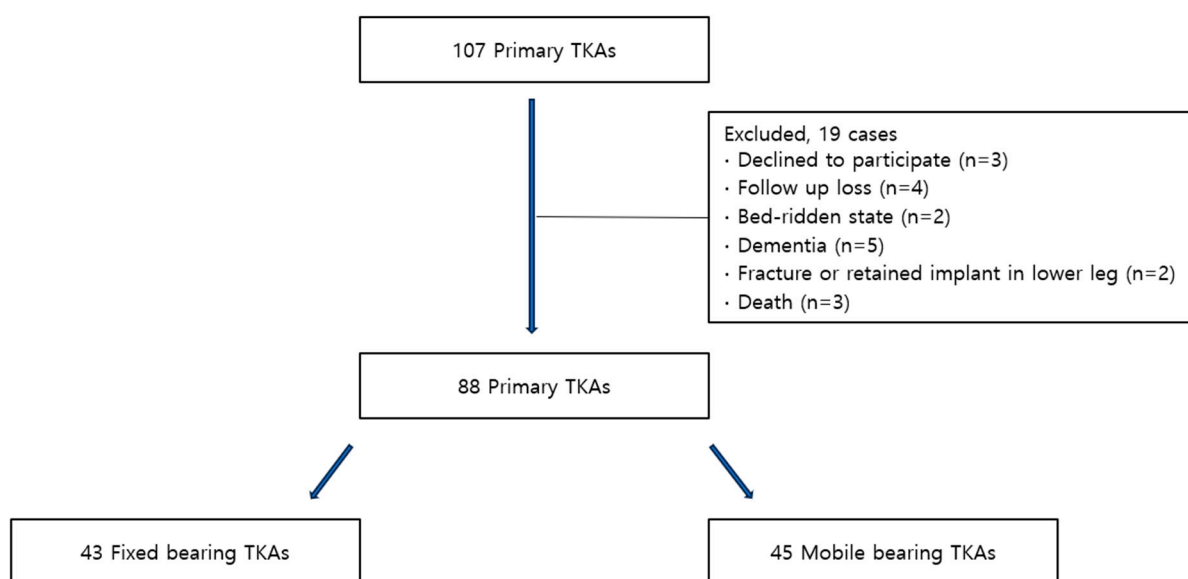 107 Primary TKAs
Excluded, 19 cases
· Declined to participate (n=3)
· Follow up loss (n=4)
· Bed-ridden state (n=2)
· Dementia (n=5)
· Fracture or retained implant in lower leg (n=2)
· Death (n=3)
88 Primary TKAs
43 Fixed bearing TKAs
45 Mobile bearing TKAs